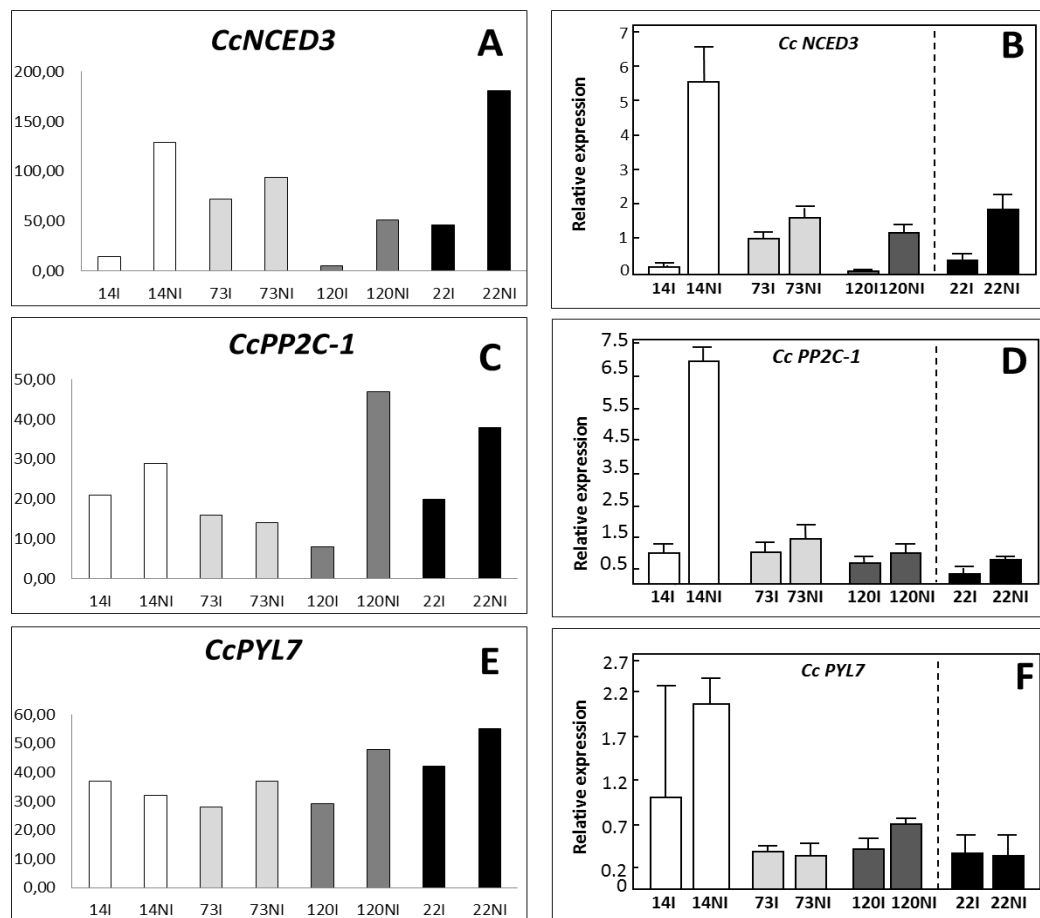 CcNCED3
A
200,00
150,00
100,00
50,00
0,00
14I 14NI 73I 73NI 120I 120NI 22I 22NI
Cc NCED3
B
Relative expression
7
6
5
4
3
2
1
0
14I 14NI 73I 73NI 120I 120NI 22I 22NI
CcPP2C-1
C
50,00
40,00
30,00
20,00
10,00
0,00
14I 14NI 73I 73NI 120I 120NI 22I 22NI
Cc PP2C-1
D
Relative expression
7.5
6.5
5.5
4.5
3.5
2.5
1.5
0.5
14I 14NI 73I 73NI 120I 120NI 22I 22NI
CcPYL7
E
60,00
50,00
40,00
30,00
20,00
10,00
0,00
14I 14NI 73I 73NI 120I 120NI 22I 22NI
Cc PYL7
F
Relative expression
2.7
2.2
1.7
1.2
0.7
0.2
0
14I 14NI 73I 73NI 120I 120NI 22I 22NI